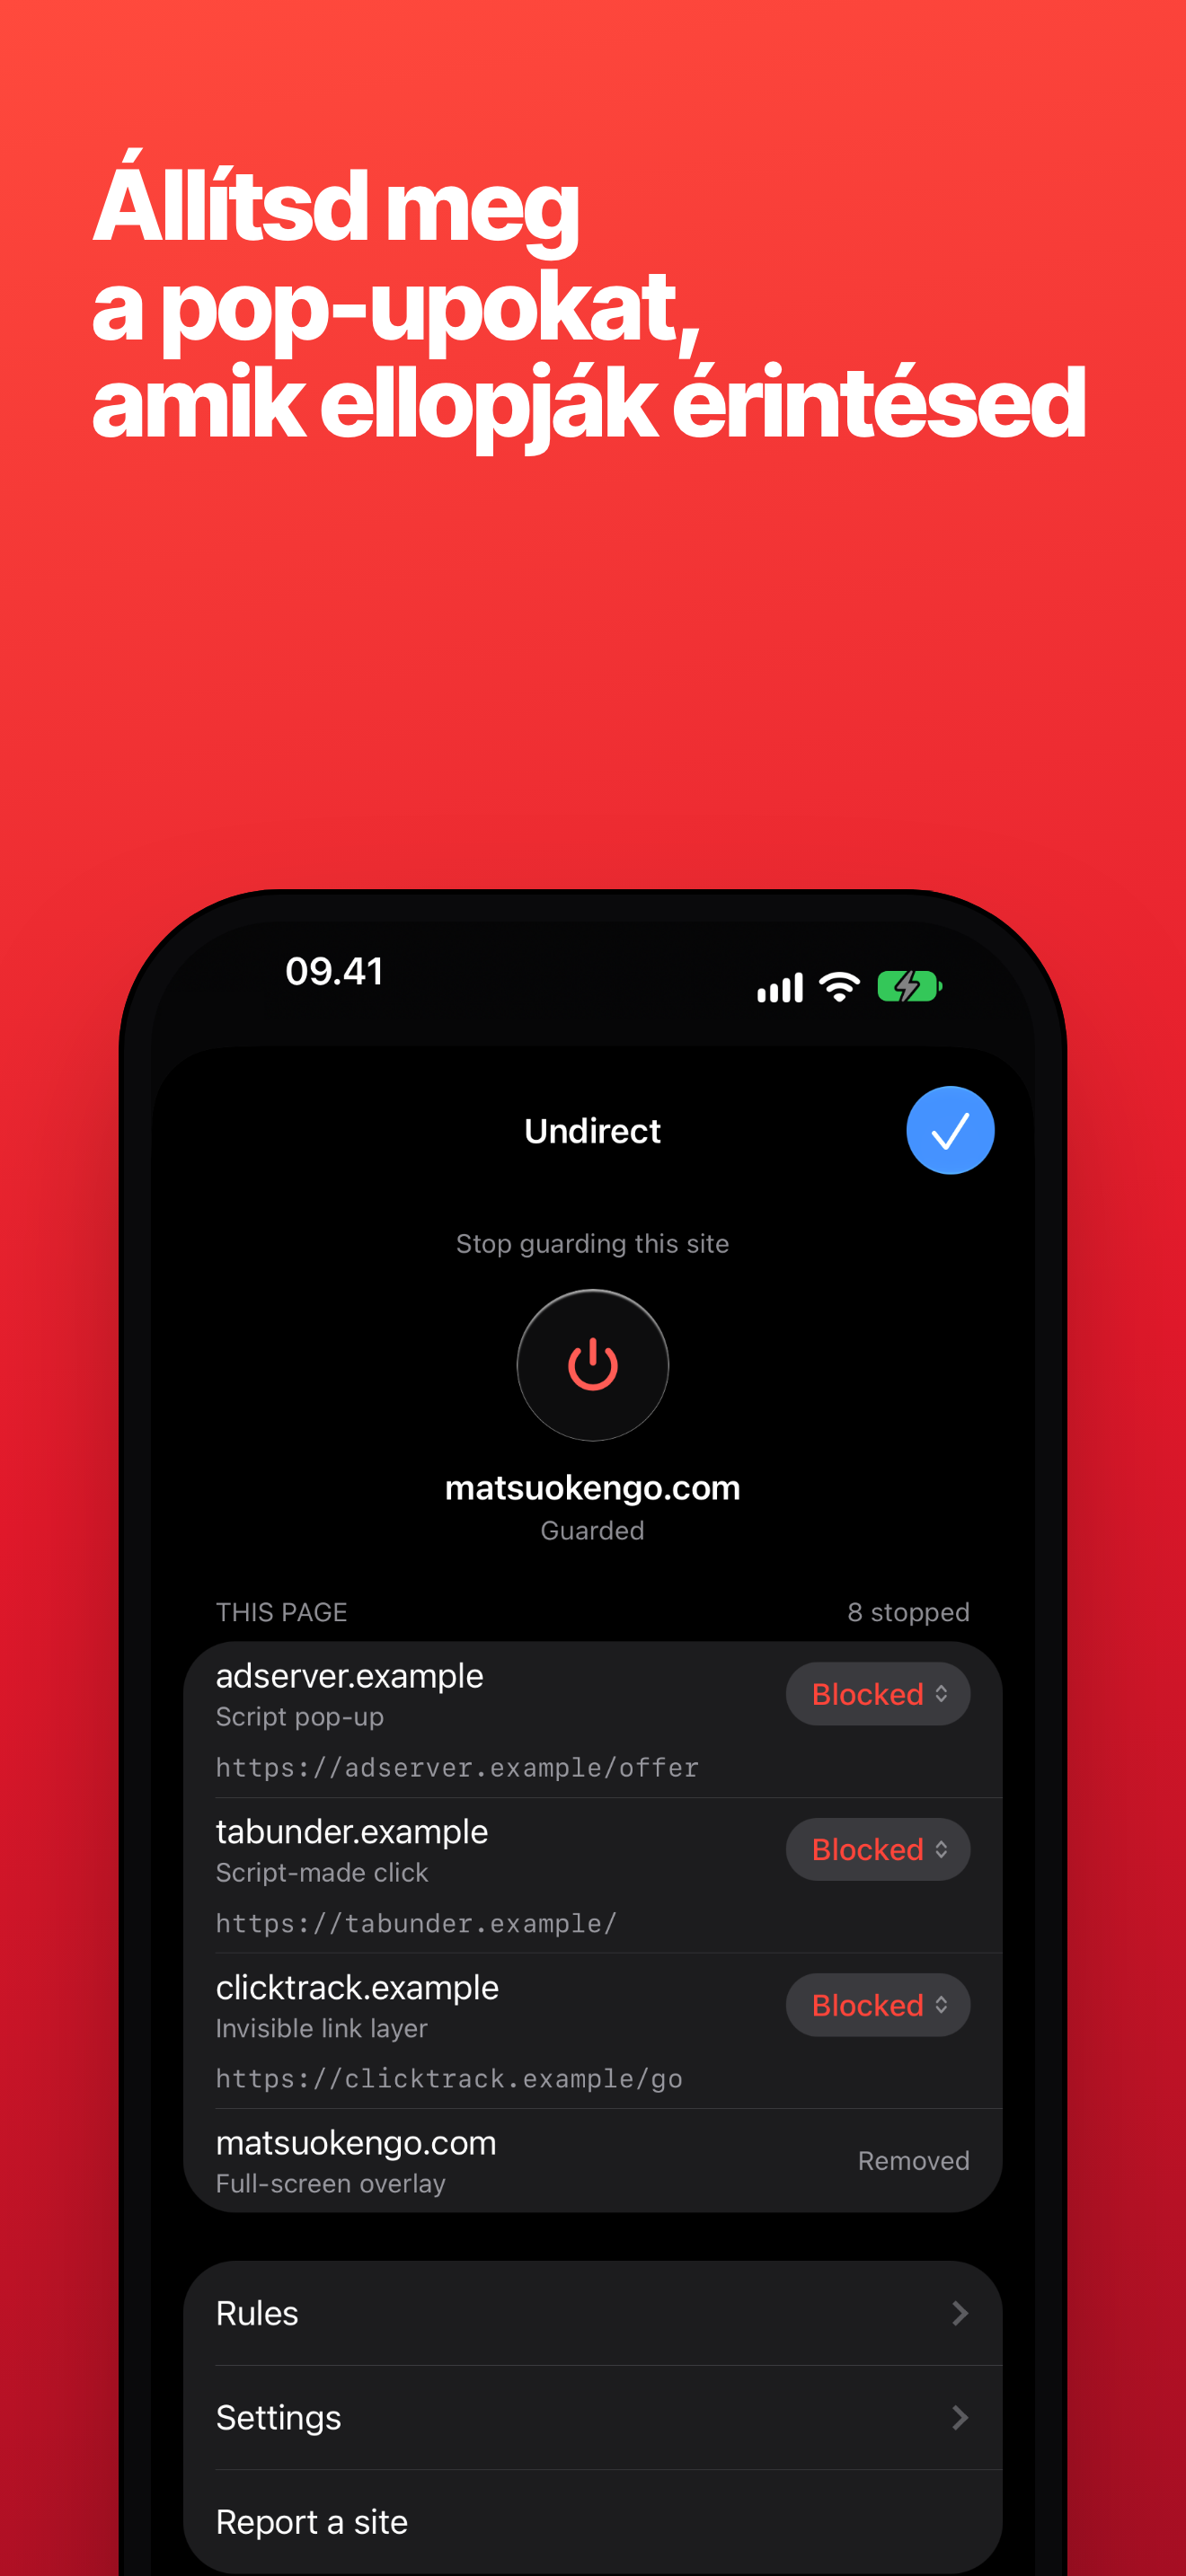 Állítsd meg
a pop-upokat,
amik ellopják érintésed
09.41
Undirect
Stop guarding this site
matsuokengo.com
Guarded
THIS PAGE 8 stopped
adserver.example Blocked
Script pop-up
https://adserver.example/offer
tabunder.example Blocked
Script-made click
https://tabunder.example/
clicktrack.example Blocked
Invisible link layer
https://clicktrack.example/go
matsuokengo.com Removed
Full-screen overlay
Rules
Settings
Report a site